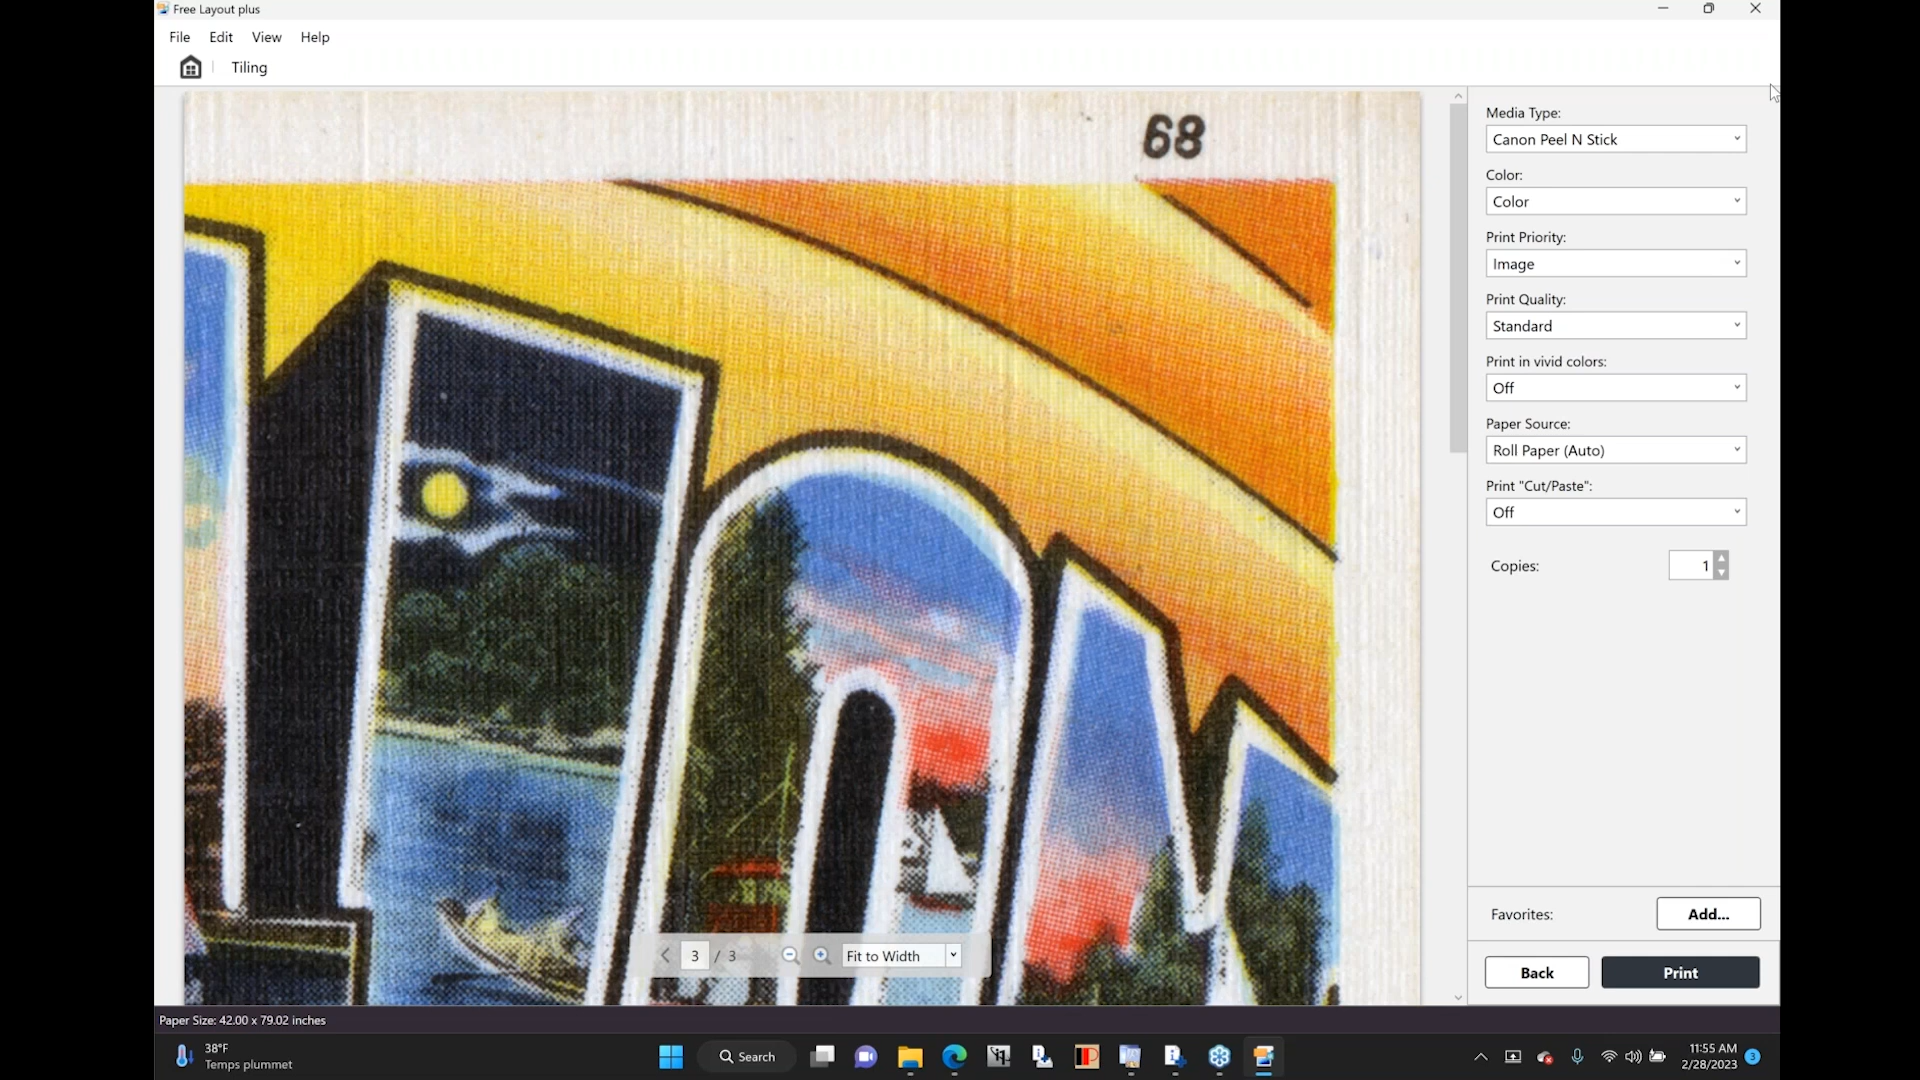 Free Layout plus
File Edit View Help
Tiling
68
Media Type:
Canon Peel N Stick
Color:
Color
Print Priority:
Image
Print Quality:
Standard
Print in vivid colors:
Off
Paper Source:
Roll Paper (Auto)
Print "Cut/Paste":
Off
Copies: 1
Favorites: Add...
3 / 3 Fit to Width
Back Print
Paper Size: 42.00 x 79.02 inches
38°F
Temps plummet
Search
11:55 AM
2/28/2023 3